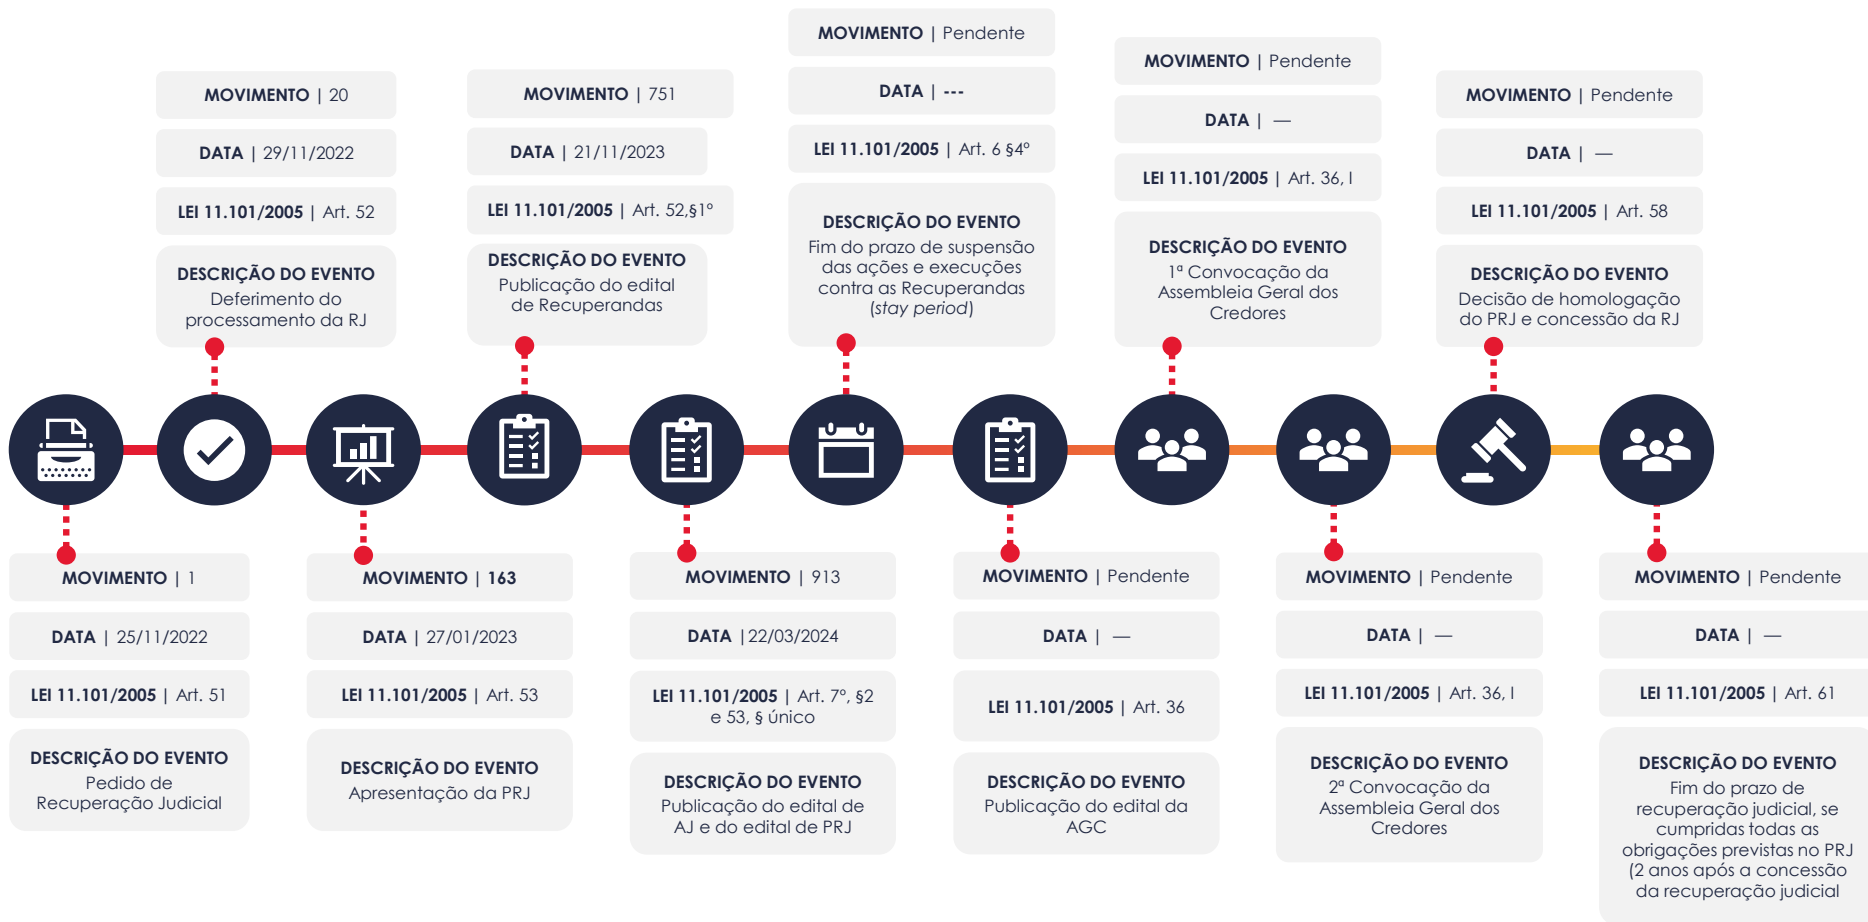 MOVIMENTO | 1
DATA | 25/11/2022
LEI 11.101/2005 | Art. 51
DESCRIÇÃO DO EVENTO
Pedido de
Recuperação Judicial
MOVIMENTO | 20
DATA | 29/11/2022
LEI 11.101/2005 | Art. 52
DESCRIÇÃO DO EVENTO
Deferimento do
processamento da RJ
MOVIMENTO | 163
DATA | 27/01/2023
LEI 11.101/2005 | Art. 53
DESCRIÇÃO DO EVENTO
Apresentação da PRJ
MOVIMENTO | 751
DATA | 21/11/2023
LEI 11.101/2005 | Art. 52,§1º
DESCRIÇÃO DO EVENTO
Publicação do edital
de Recuperandas
MOVIMENTO | 913
DATA |22/03/2024
LEI 11.101/2005 | Art. 7º, §2
e 53, § único
DESCRIÇÃO DO EVENTO
Publicação do edital de
AJ e do edital de PRJ
MOVIMENTO | Pendente
DATA | ---
LEI 11.101/2005 | Art. 6 §4º
DESCRIÇÃO DO EVENTO
Fim do prazo de suspensão
das ações e execuções
contra as Recuperandas
(stay period)
MOVIMENTO | Pendente
DATA | —
LEI 11.101/2005 | Art. 36
DESCRIÇÃO DO EVENTO
Publicação do edital da
AGC
MOVIMENTO | Pendente
DATA | —
LEI 11.101/2005 | Art. 36, I
DESCRIÇÃO DO EVENTO
1ª Convocação da
Assembleia Geral dos
Credores
MOVIMENTO | Pendente
DATA | —
LEI 11.101/2005 | Art. 36, I
DESCRIÇÃO DO EVENTO
2ª Convocação da
Assembleia Geral dos
Credores
MOVIMENTO | Pendente
DATA | —
LEI 11.101/2005 | Art. 58
DESCRIÇÃO DO EVENTO
Decisão de homologação
do PRJ e concessão da RJ
MOVIMENTO | Pendente
DATA | —
LEI 11.101/2005 | Art. 61
DESCRIÇÃO DO EVENTO
Fim do prazo de
recuperação judicial, se
cumpridas todas as
obrigações previstas no PRJ
(2 anos após a concessão
da recuperação judicial